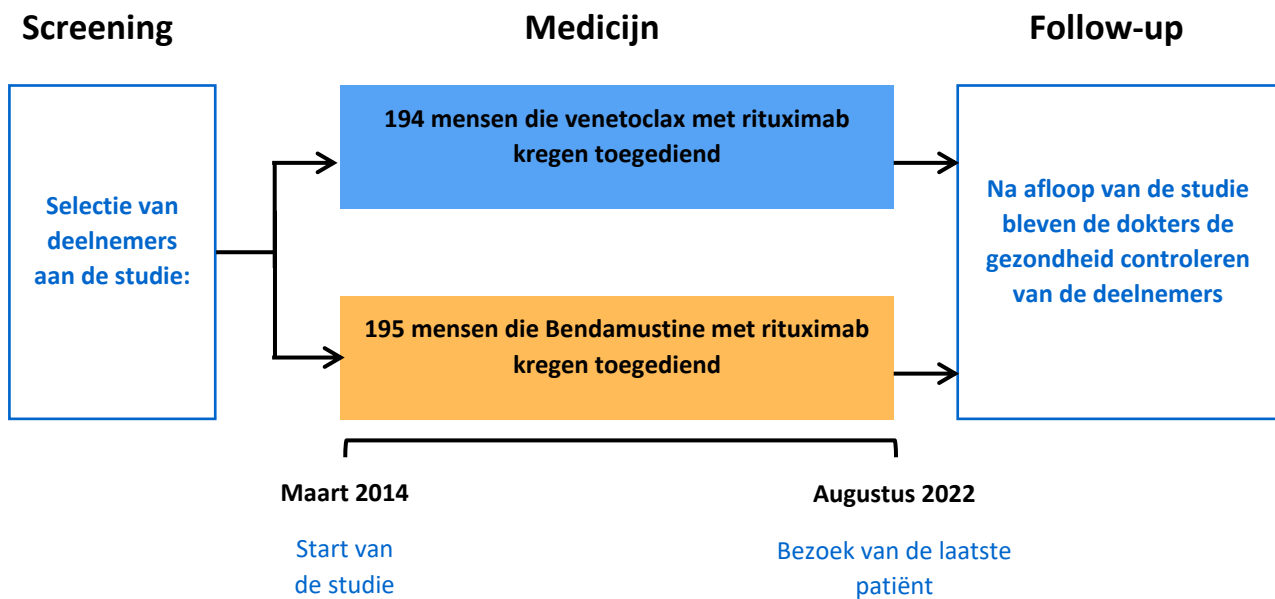 Screening
Medicijn
Follow-up
Selectie van
deelnemers
aan de studie:
194 mensen die venetoclax met rituximab
kregen toegediend
195 mensen die Bendamustine met rituximab
kregen toegediend
Na afloop van de studie
bleven de dokters de
gezondheid controleren
van de deelnemers
Maart 2014
Start van
de studie
Augustus 2022
Bezoek van de laatste
patiënt